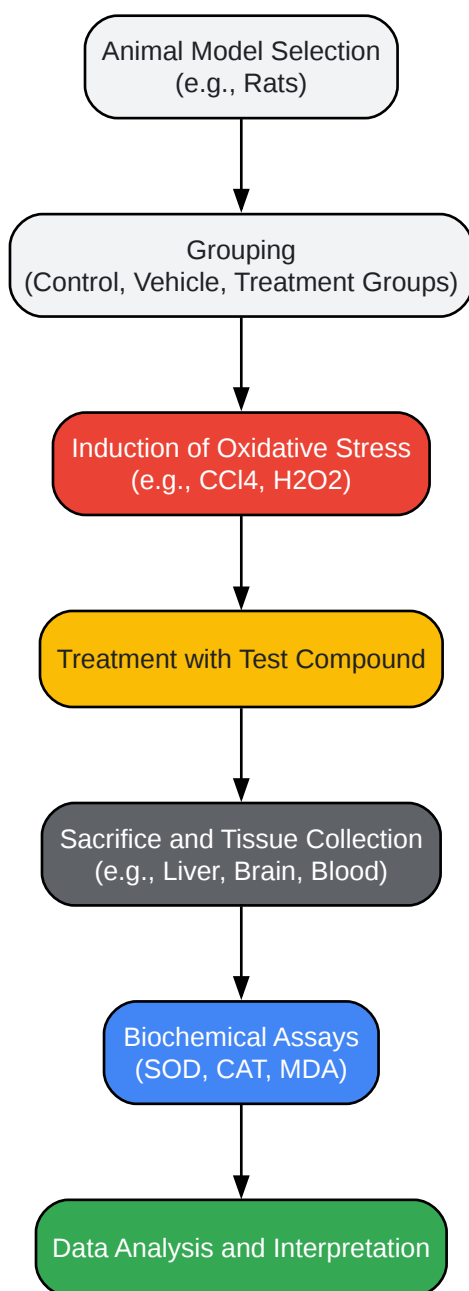 Animal Model Selection
(e.g., Rats)
Grouping
(Control, Vehicle, Treatment Groups)
Induction of Oxidative Stress
(e.g., CCl4, H2O2)
Treatment with Test Compound
Sacrifice and Tissue Collection
(e.g., Liver, Brain, Blood)
Biochemical Assays
(SOD, CAT, MDA)
Data Analysis and Interpretation